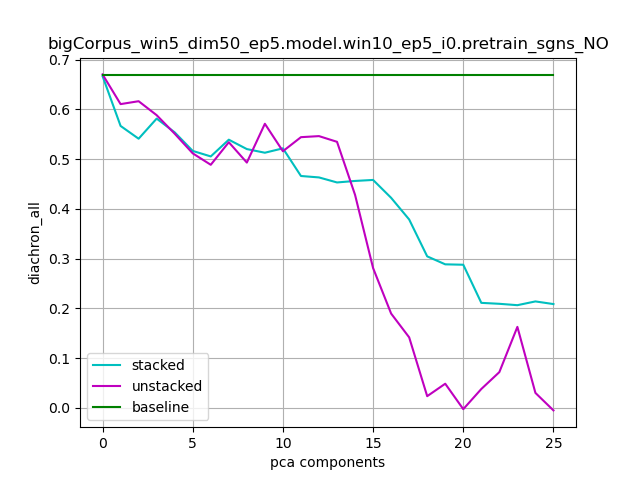 bigCorpus_win5_dim50_ep5.model.win10_ep5_i0.pretrain_sgns_NO
0.7
0.6
0.5
0.4
0.3
0.2
0.1
0.0
diachron_all
stacked
unstacked
baseline
0 5 10 15 20 25
pca components